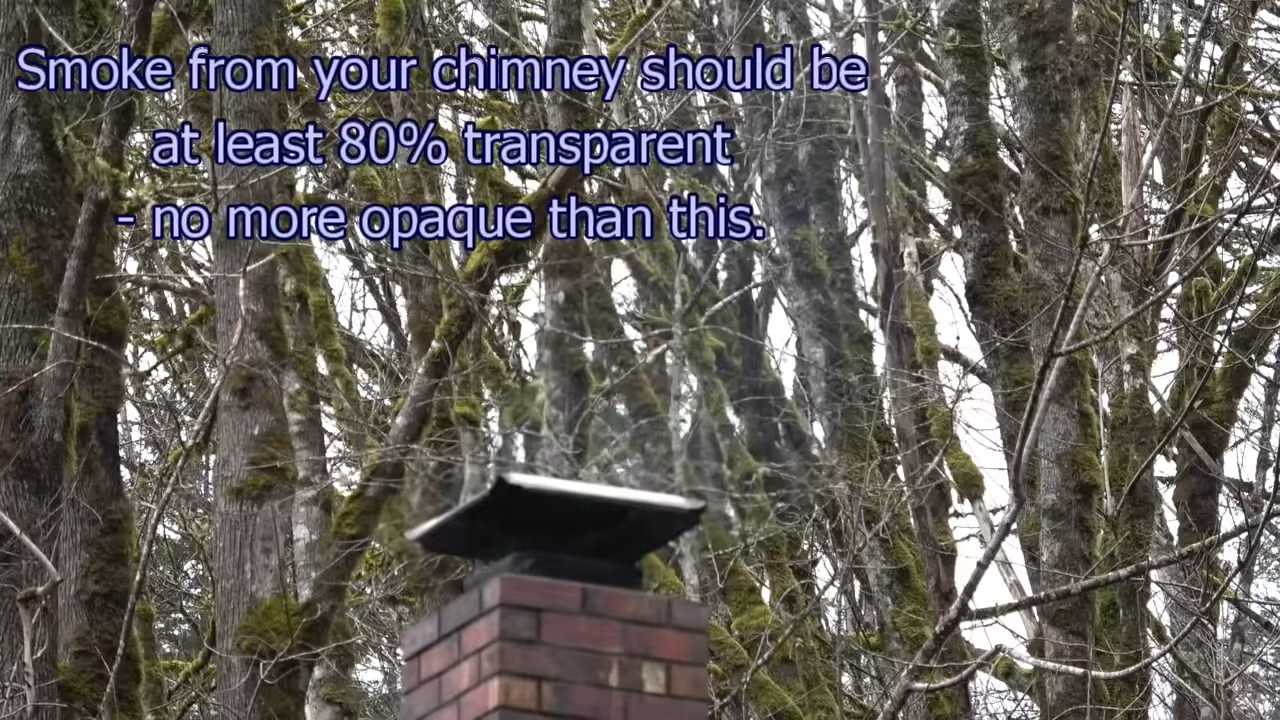 Smoke from your chimney should be
at least 80% transparent
- no more opaque than this.